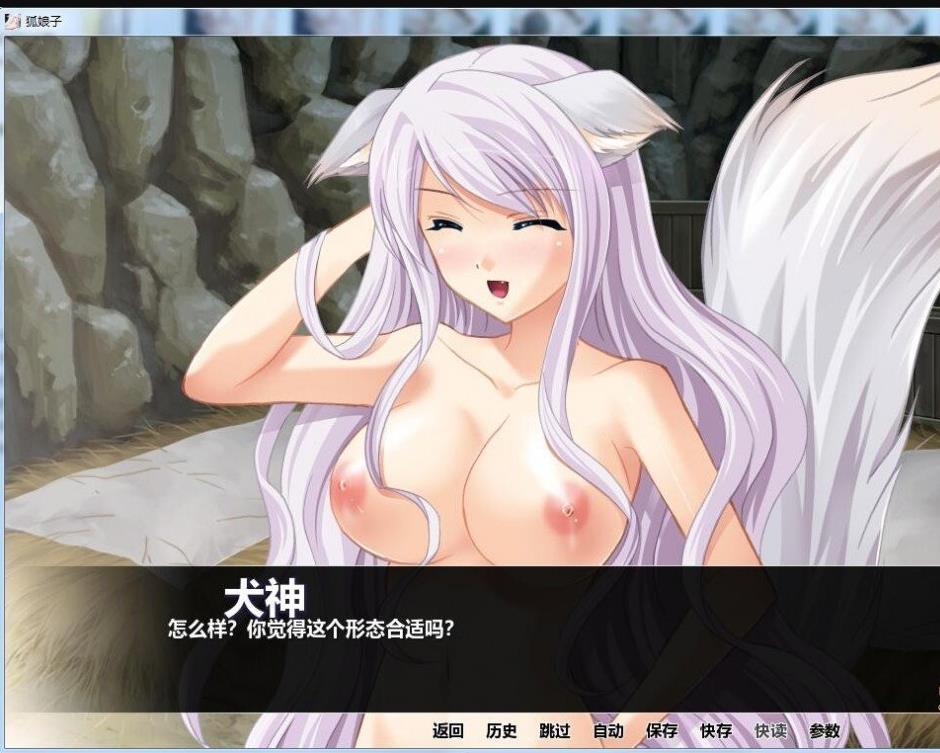 狐娘子
犬神
怎么样？你觉得这个形态合适吗？
返回 历史 跳过 自动 保存 快存 快读 参数